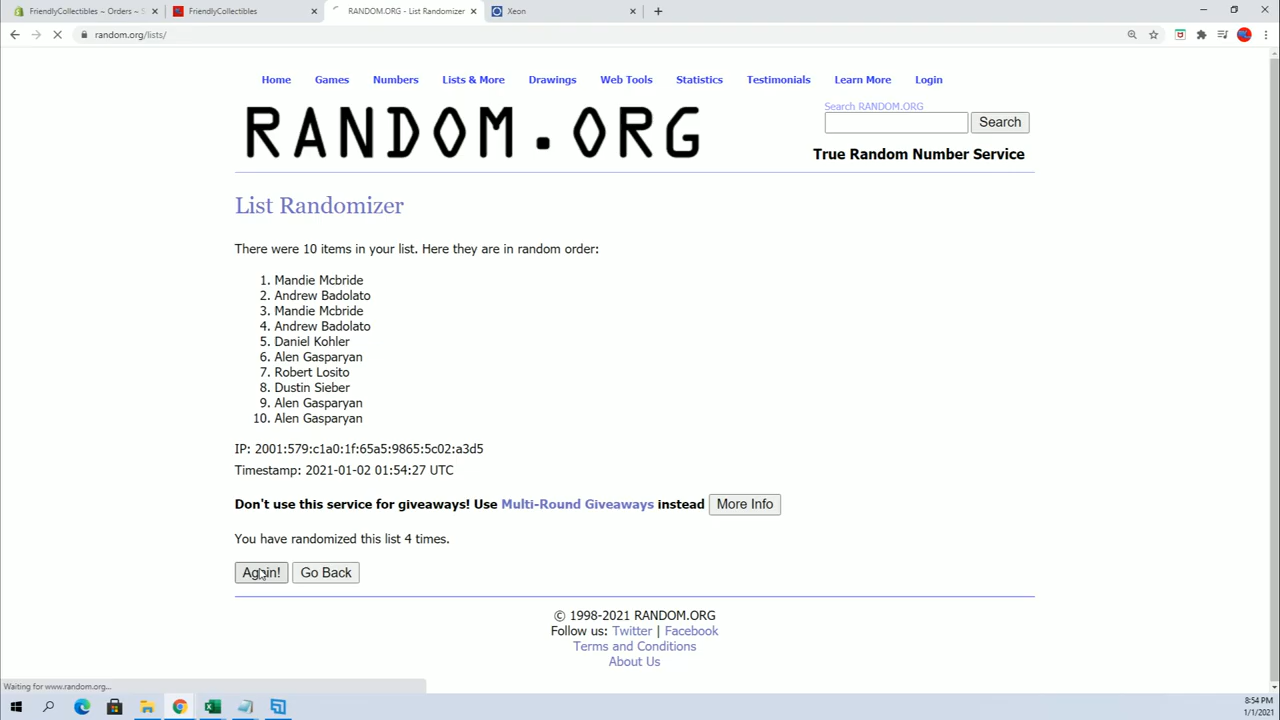 FriendlyCollectibles ~ Orders ~ S
FriendlyCollectibles
RANDOM.ORG - List Randomizer
Xeon
random.org/lists/
Home Games Numbers Lists & More Drawings Web Tools Statistics Testimonials Learn More Login
RANDOM.ORG
Search RANDOM.ORG
Search
True Random Number Service
List Randomizer
There were 10 items in your list. Here they are in random order:
1. Mandie Mcbride
2. Andrew Badolato
3. Mandie Mcbride
4. Andrew Badolato
5. Daniel Kohler
6. Alen Gasparyan
7. Robert Losito
8. Dustin Sieber
9. Alen Gasparyan
10. Alen Gasparyan
IP: 2001:579:c1a0:1f:65a5:9865:5c02:a3d5
Timestamp: 2021-01-02 01:54:27 UTC
Don't use this service for giveaways! Use Multi-Round Giveaways instead More Info
You have randomized this list 4 times.
Again! Go Back
© 1998-2021 RANDOM.ORG
Follow us: Twitter | Facebook
Terms and Conditions
About Us
Waiting for www.random.org...
8:54 PM
1/1/2021